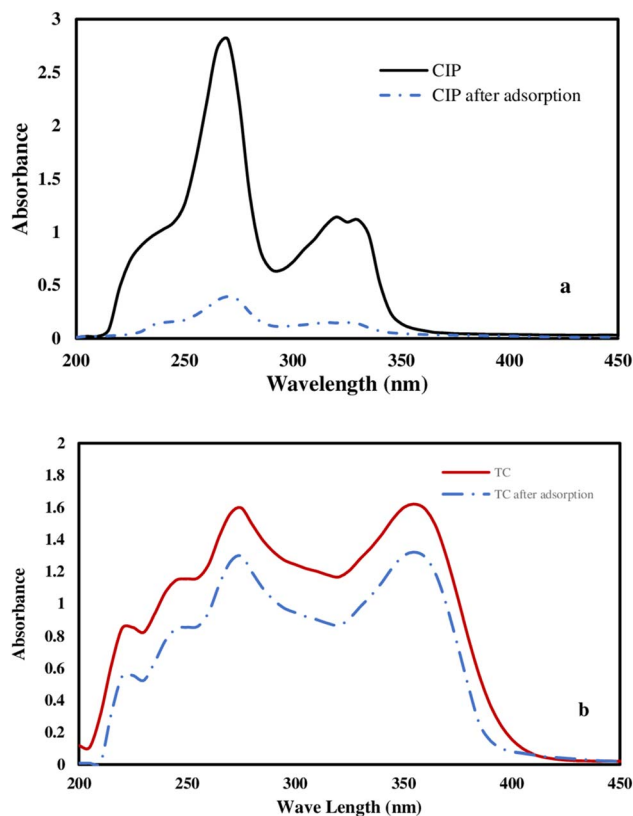 3
2.5
2
1.5
1
0.5
0
Absorbance
CIP
CIP after adsorption
a
200 250 300 350 400 450
Wavelength (nm)
2
1.8
1.6
1.4
1.2
1
0.8
0.6
0.4
0.2
0
Absorbance
TC
TC after adsorption
b
200 250 300 350 400 450
Wave Length (nm)